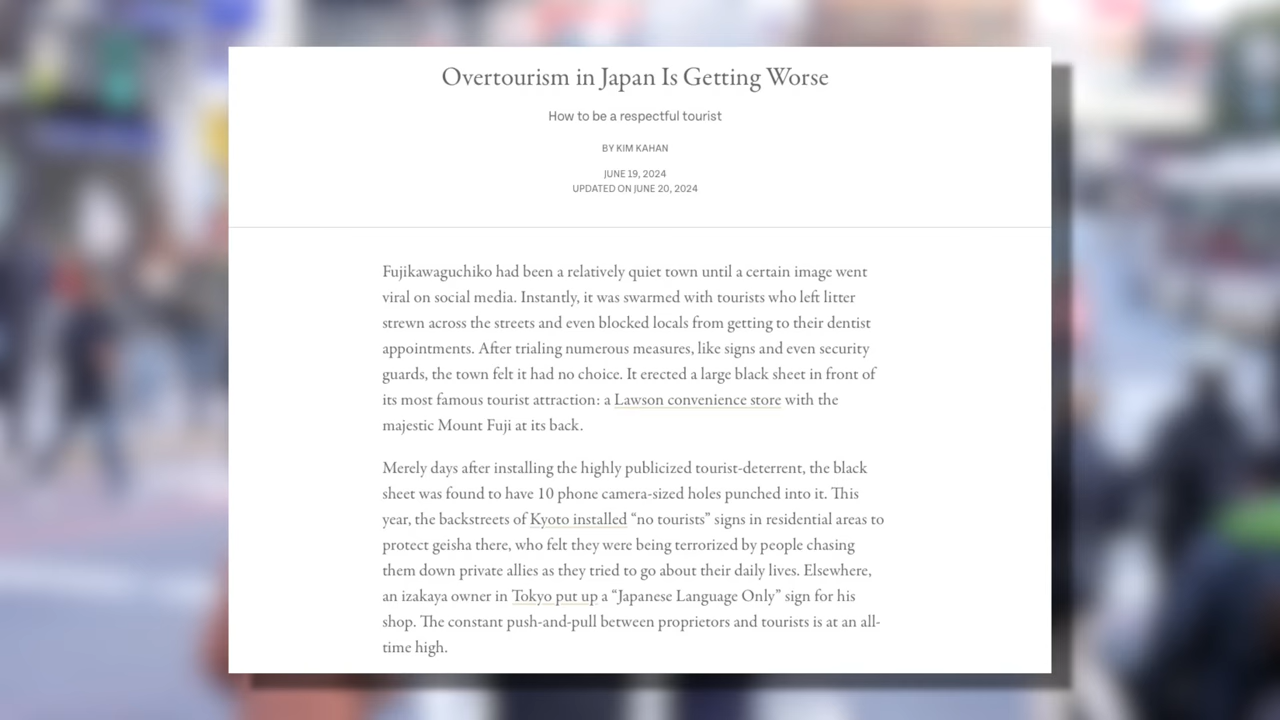 Overtourism in Japan Is Getting Worse
How to be a respectful tourist
BY KIM KAHAN
JUNE 19, 2024
UPDATED ON JUNE 20, 2024
Fujikawaguchiko had been a relatively quiet town until a certain image went
viral on social media. Instantly, it was swarmed with tourists who left litter
strewn across the streets and even blocked locals from getting to their dentist
appointments. After trialing numerous measures, like signs and even security
guards, the town felt it had no choice. It erected a large black sheet in front of
its most famous tourist attraction: a Lawson convenience store with the
majestic Mount Fuji at its back.
Merely days after installing the highly publicized tourist-deterrent, the black
sheet was found to have 10 phone camera-sized holes punched into it. This
year, the backstreets of Kyoto installed “no tourists” signs in residential areas to
protect geisha there, who felt they were being terrorized by people chasing
them down private allies as they tried to go about their daily lives. Elsewhere,
an izakaya owner in Tokyo put up a “Japanese Language Only” sign for his
shop. The constant push-and-pull between proprietors and tourists is at an all-
time high.